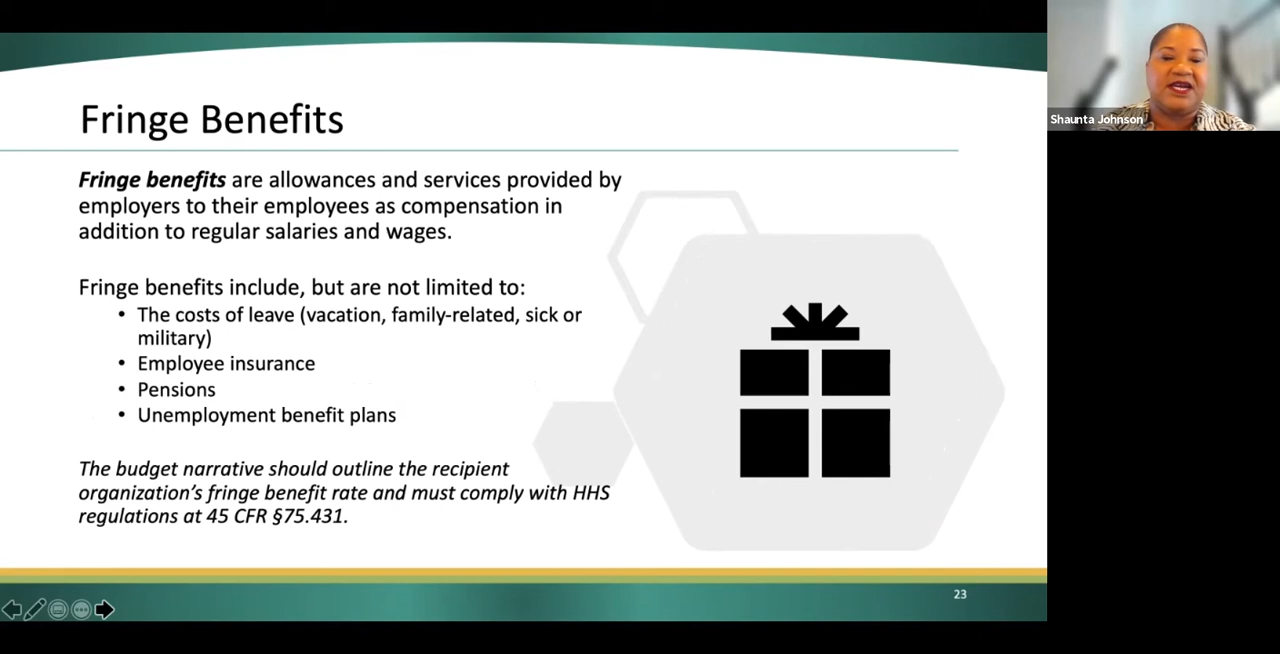 Fringe Benefits
Fringe benefits are allowances and services provided by
employers to their employees as compensation in
addition to regular salaries and wages.
Fringe benefits include, but are not limited to:
• The costs of leave (vacation, family-related, sick or
military)
• Employee insurance
• Pensions
• Unemployment benefit plans
The budget narrative should outline the recipient
organization’s fringe benefit rate and must comply with HHS
regulations at 45 CFR §75.431.
23
Shaunta Johnson